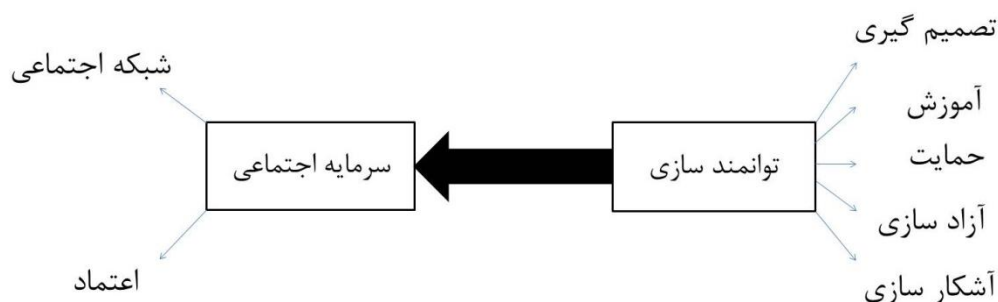 تصمیم گیری
آموزش
حمایت
آزاد سازی
آشکار سازی
توانمند سازی
سرمایه اجتماعی
شبکه اجتماعی
اعتماد